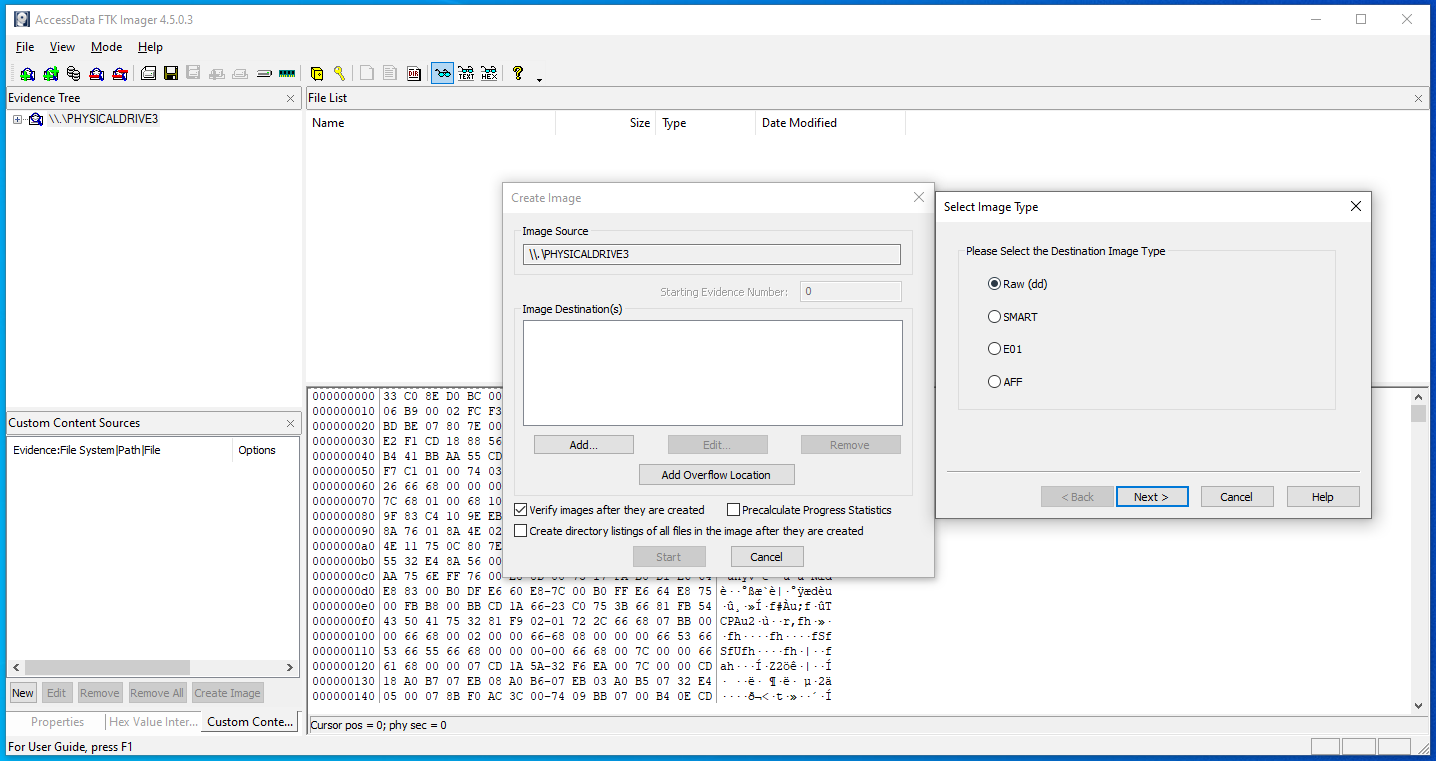 AccessData FTK Imager 4.5.0.3
File View Mode Help
Evidence Tree
\\.\PHYSICALDRIVE3
File List
Name Size Type Date Modified
Create Image
Image Source
\\.\PHYSICALDRIVE3
Starting Evidence Number: 0
Image Destination(s)
Add... Edit... Remove
Add Overflow Location
Verify images after they are created Precalculate Progress Statistics
Create directory listings of all files in the image after they are created
Start Cancel
Select Image Type
Please Select the Destination Image Type
Raw (dd)
SMART
E01
AFF
< Back Next > Cancel Help
Custom Content Sources
Evidence:File System|Path|File Options
New Edit Remove Remove All Create Image
Properties Hex Value Inter... Custom Conte...
000000000 33 C0 8E D0 BC 00
000000010 06 B9 00 02 FC F3
000000020 BD BE 07 80 7E 00
000000030 E2 F1 CD 18 88 56
000000040 B4 41 BB AA 55 CD
000000050 F7 C1 01 00 74 03
000000060 26 66 68 00 00 00
000000070 7C 68 01 00 68 10
000000080 9F 83 C4 10 9E EB
000000090 8A 76 01 8A 4E 02
0000000a0 4E 11 75 0C 80 7E
0000000b0 55 32 E4 8A 56 00
0000000c0 AA 75 6E FF 76 00
0000000d0 E8 83 00 B0 DF E6 60 E8-7C 00 B0 FF E6 64 E8 75 è··°ßæ`è|·°ÿædèu
0000000e0 00 FB B8 00 BB CD 1A 66-23 C0 75 3B 66 81 FB 54 ·û¸·»Í·f#Àu;f·ûT
0000000f0 43 50 41 75 32 81 F9 02-01 72 2C 66 68 07 BB 00 CPAu2·ù··r,fh·»·
000000100 00 66 68 00 02 00 00 66-68 08 00 00 00 66 53 66 ·fh····fh····fSf
000000110 53 66 55 66 68 00 00 00-00 66 68 00 7C 00 00 66 SfUfh····fh·|··f
000000120 61 68 00 00 07 CD 1A 5A-32 F6 EA 00 7C 00 00 CD ah···Í·Z2öê·|··Í
000000130 18 A0 B7 07 EB 08 A0 B6-07 EB 03 A0 B5 07 32 E4 · ·· ë· ¶·ë· µ·2ä
000000140 05 00 07 8B F0 AC 3C 00-74 09 BB 07 00 B4 0E CD ····ð¬<·t·»··´·Í
Cursor pos = 0; phy sec = 0
For User Guide, press F1